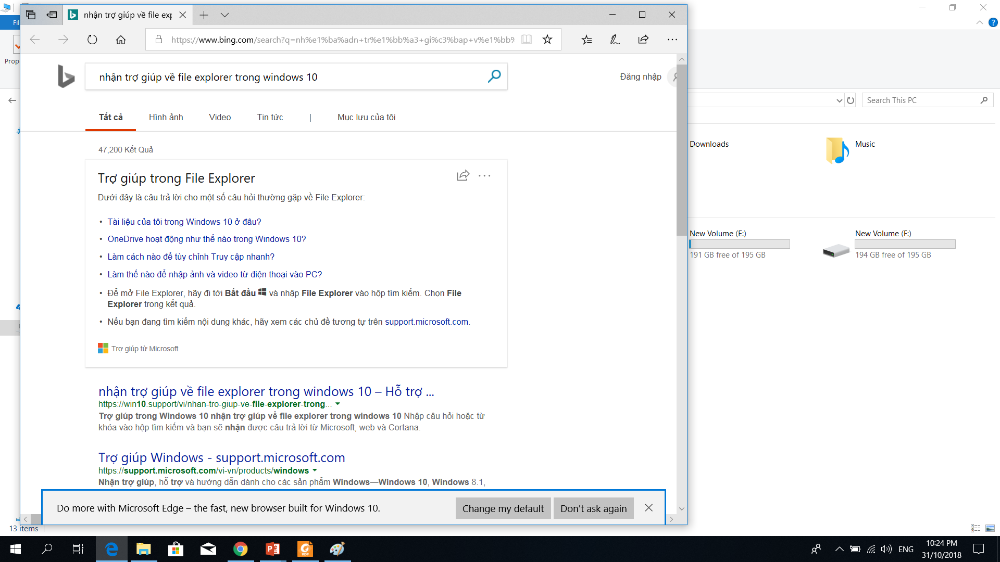 nhận trợ giúp về file exp
https://www.bing.com/search?q=nh%e1%ba%adn+tr%e1%bb%a3+gi%c3%bap+v%e1%bb%
nhận trợ giúp về file explorer trong windows 10
Đăng nhập
Tất cả
Hình ảnh
Video
Tin tức
|
Mục lưu của tôi
47,200 Kết Quả
Trợ giúp trong File Explorer
Dưới đây là câu trả lời cho một số câu hỏi thường gặp về File Explorer:
• Tài liệu của tôi trong Windows 10 ở đâu?
• OneDrive hoạt động như thế nào trong Windows 10?
• Làm cách nào để tùy chỉnh Truy cập nhanh?
• Làm thế nào để nhập ảnh và video từ điện thoại vào PC?
• Để mở File Explorer, hãy đi tới Bắt đầu và nhập File Explorer vào hộp tìm kiếm. Chọn File
Explorer trong kết quả.
• Nếu bạn đang tìm kiếm nội dung khác, hãy xem các chủ đề tương tự trên support.microsoft.com.
Trợ giúp từ Microsoft
nhận trợ giúp về file explorer trong windows 10 – Hỗ trợ ...
https://win10.support/vi/nhan-tro-giup-ve-file-explorer-trong...
Trợ giúp trong Windows 10 nhận trợ giúp về file explorer trong windows 10 Nhập câu hỏi hoặc từ
khóa vào hộp tìm kiếm và bạn sẽ nhận được câu trả lời từ Microsoft, web và Cortana.
Trợ giúp Windows - support.microsoft.com
https://support.microsoft.com/vi-vn/products/windows
Nhận trợ giúp, hỗ trợ và hướng dẫn dành cho các sản phẩm Windows—Windows 10, Windows 8.1,
Do more with Microsoft Edge – the fast, new browser built for Windows 10.
Change my default
Don't ask again
Fil
Prop
Search This PC
Downloads
Music
New Volume (E:)
191 GB free of 195 GB
New Volume (F:)
194 GB free of 195 GB
13 items
ENG
10:24 PM
31/10/2018